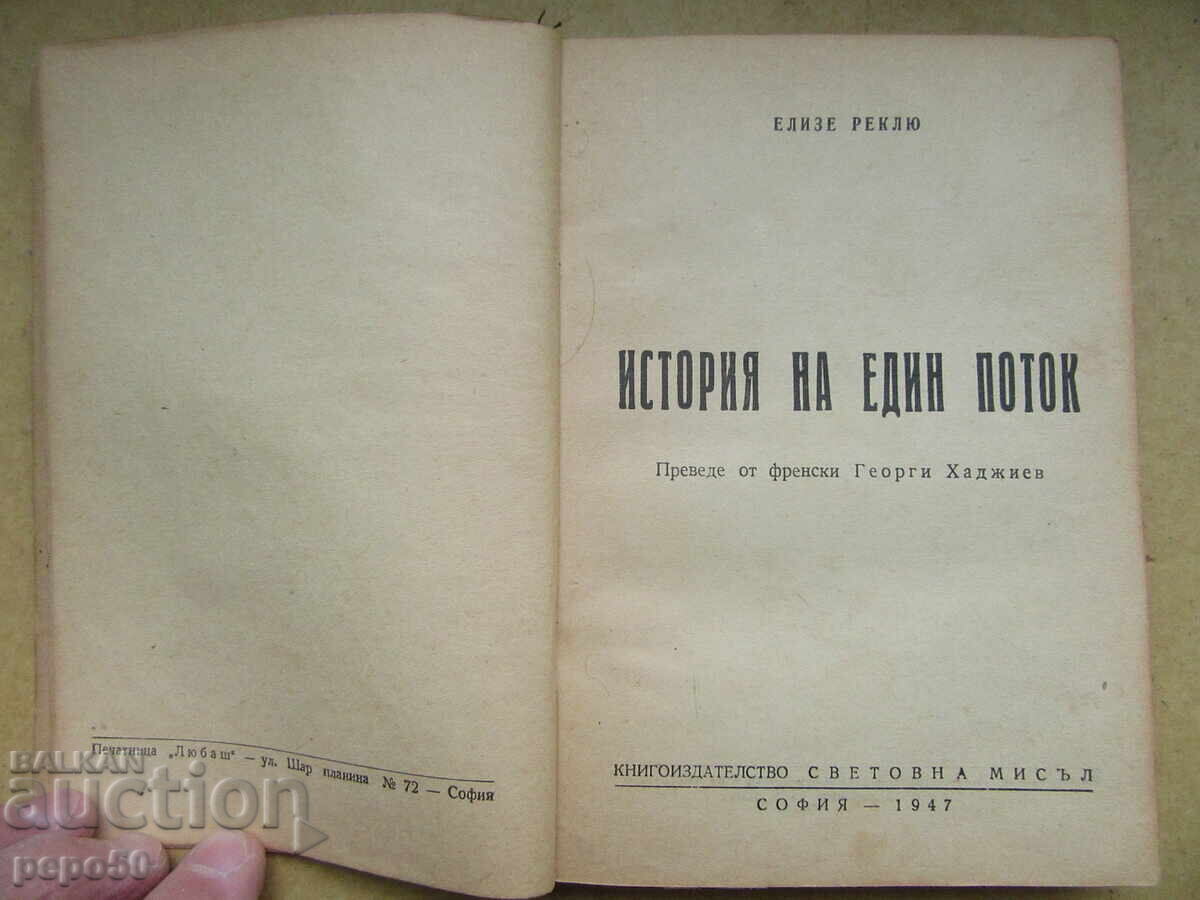 Печатница „Любаш“ — ул. Шар планина № 72 — София
ЕЛИЗЕ РЕКЛЮ
ИСТОРИЯ НА ЕДИН ПОТОК
Преведе от френски Георги Хаджиев
КНИГОИЗДАТЕЛСТВО СВЕТОВНА МИСЪЛ
СОФИЯ — 1947
BALKAN
auction
pepo50